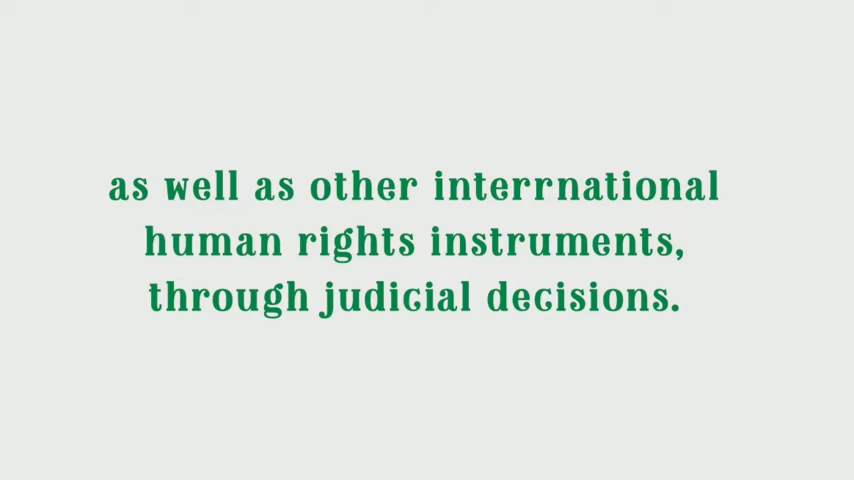 as well as other interrnational
human rights instruments,
through judicial decisions.